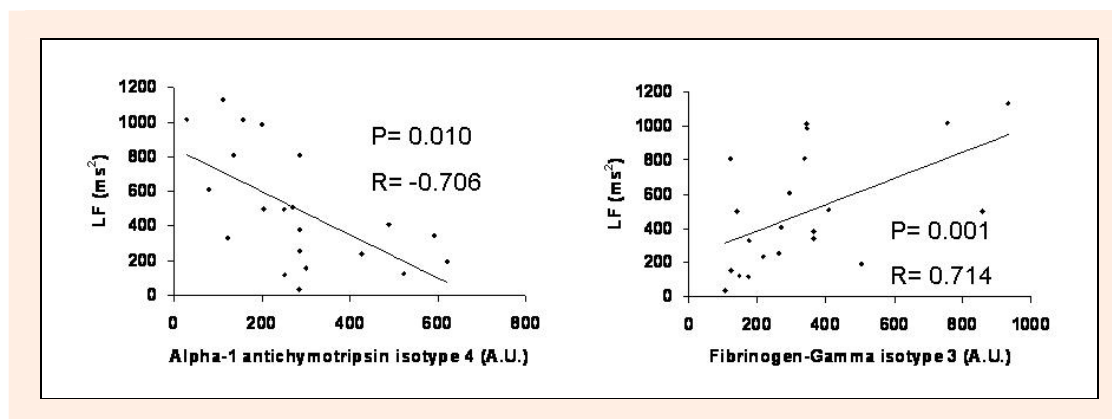 1200
1000
800
600
400
200
0
LF (ms²)
P= 0.010
R= -0.706
0 200 400 600 800
Alpha-1 antichymotripsin isotype 4 (A.U.)
1200
1000
800
600
400
200
0
LF (ms²)
P= 0.001
R= 0.714
0 200 400 600 800 1000
Fibrinogen-Gamma isotype 3 (A.U.)